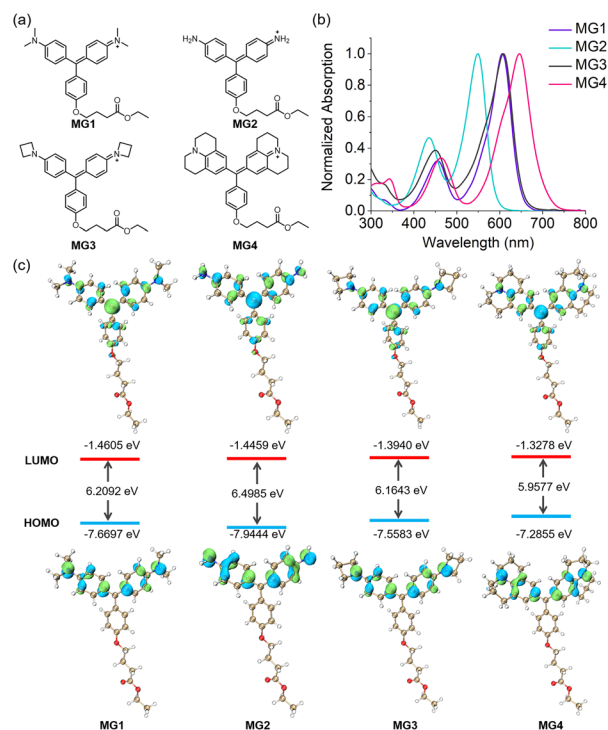 (a)
N
N
+
O
O
O
MG1
NH₂
NH₂
+
O
O
O
MG2
N
N
+
O
O
O
MG3
N
N
+
O
O
O
MG4
(b)
MG1
MG2
MG3
MG4
Normalized Absorption
1.0
0.8
0.6
0.4
0.2
0.0
300 400 500 600 700 800
Wavelength (nm)
(c)
-1.4605 eV -1.4459 eV -1.3940 eV -1.3278 eV
LUMO
6.2092 eV 6.4985 eV 6.1643 eV 5.9577 eV
HOMO
-7.6697 eV -7.9444 eV -7.5583 eV -7.2855 eV
MG1 MG2 MG3 MG4